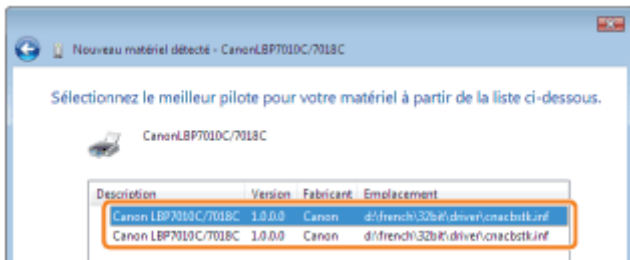 Nouveau matériel détecté - CanonLBP7010C/7018C
Sélectionnez le meilleur pilote pour votre matériel à partir de la liste ci-dessous.
CanonLBP7010C/7018C
Description Version Fabricant Emplacement
Canon LBP7010C/7018C 1.0.0.0 Canon d:\french\32bit\driver\cnacbstk.inf
Canon LBP7010C/7018C 1.0.0.0 Canon d:\french\32bit\driver\cnacbstk.inf